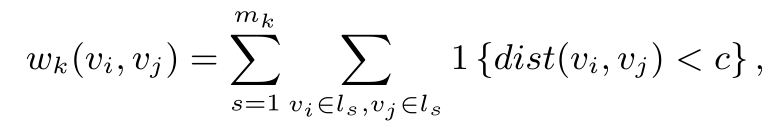 $w_k(v_i, v_j) = \sum_{s=1}^{m_k} \sum_{v_i \in l_s, v_j \in l_s} 1 \{dist(v_i, v_j) < c\},$